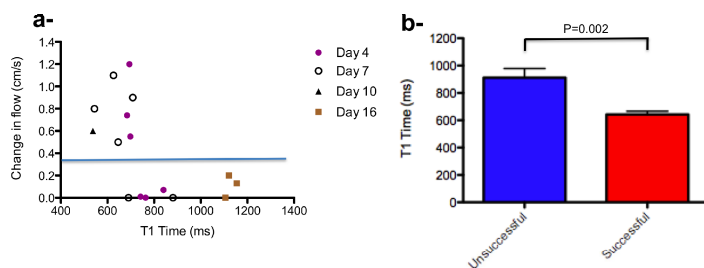 a-
Change in flow (cm/s)
1.4
1.2
1.0
0.8
0.6
0.4
0.2
0.0
400 600 800 1000 1200 1400
T1 Time (ms)
Day 4
Day 7
Day 10
Day 16
b-
P=0.002
T1 Time (ms)
1200
1000
800
600
400
200
0
Unsuccessful
Successful